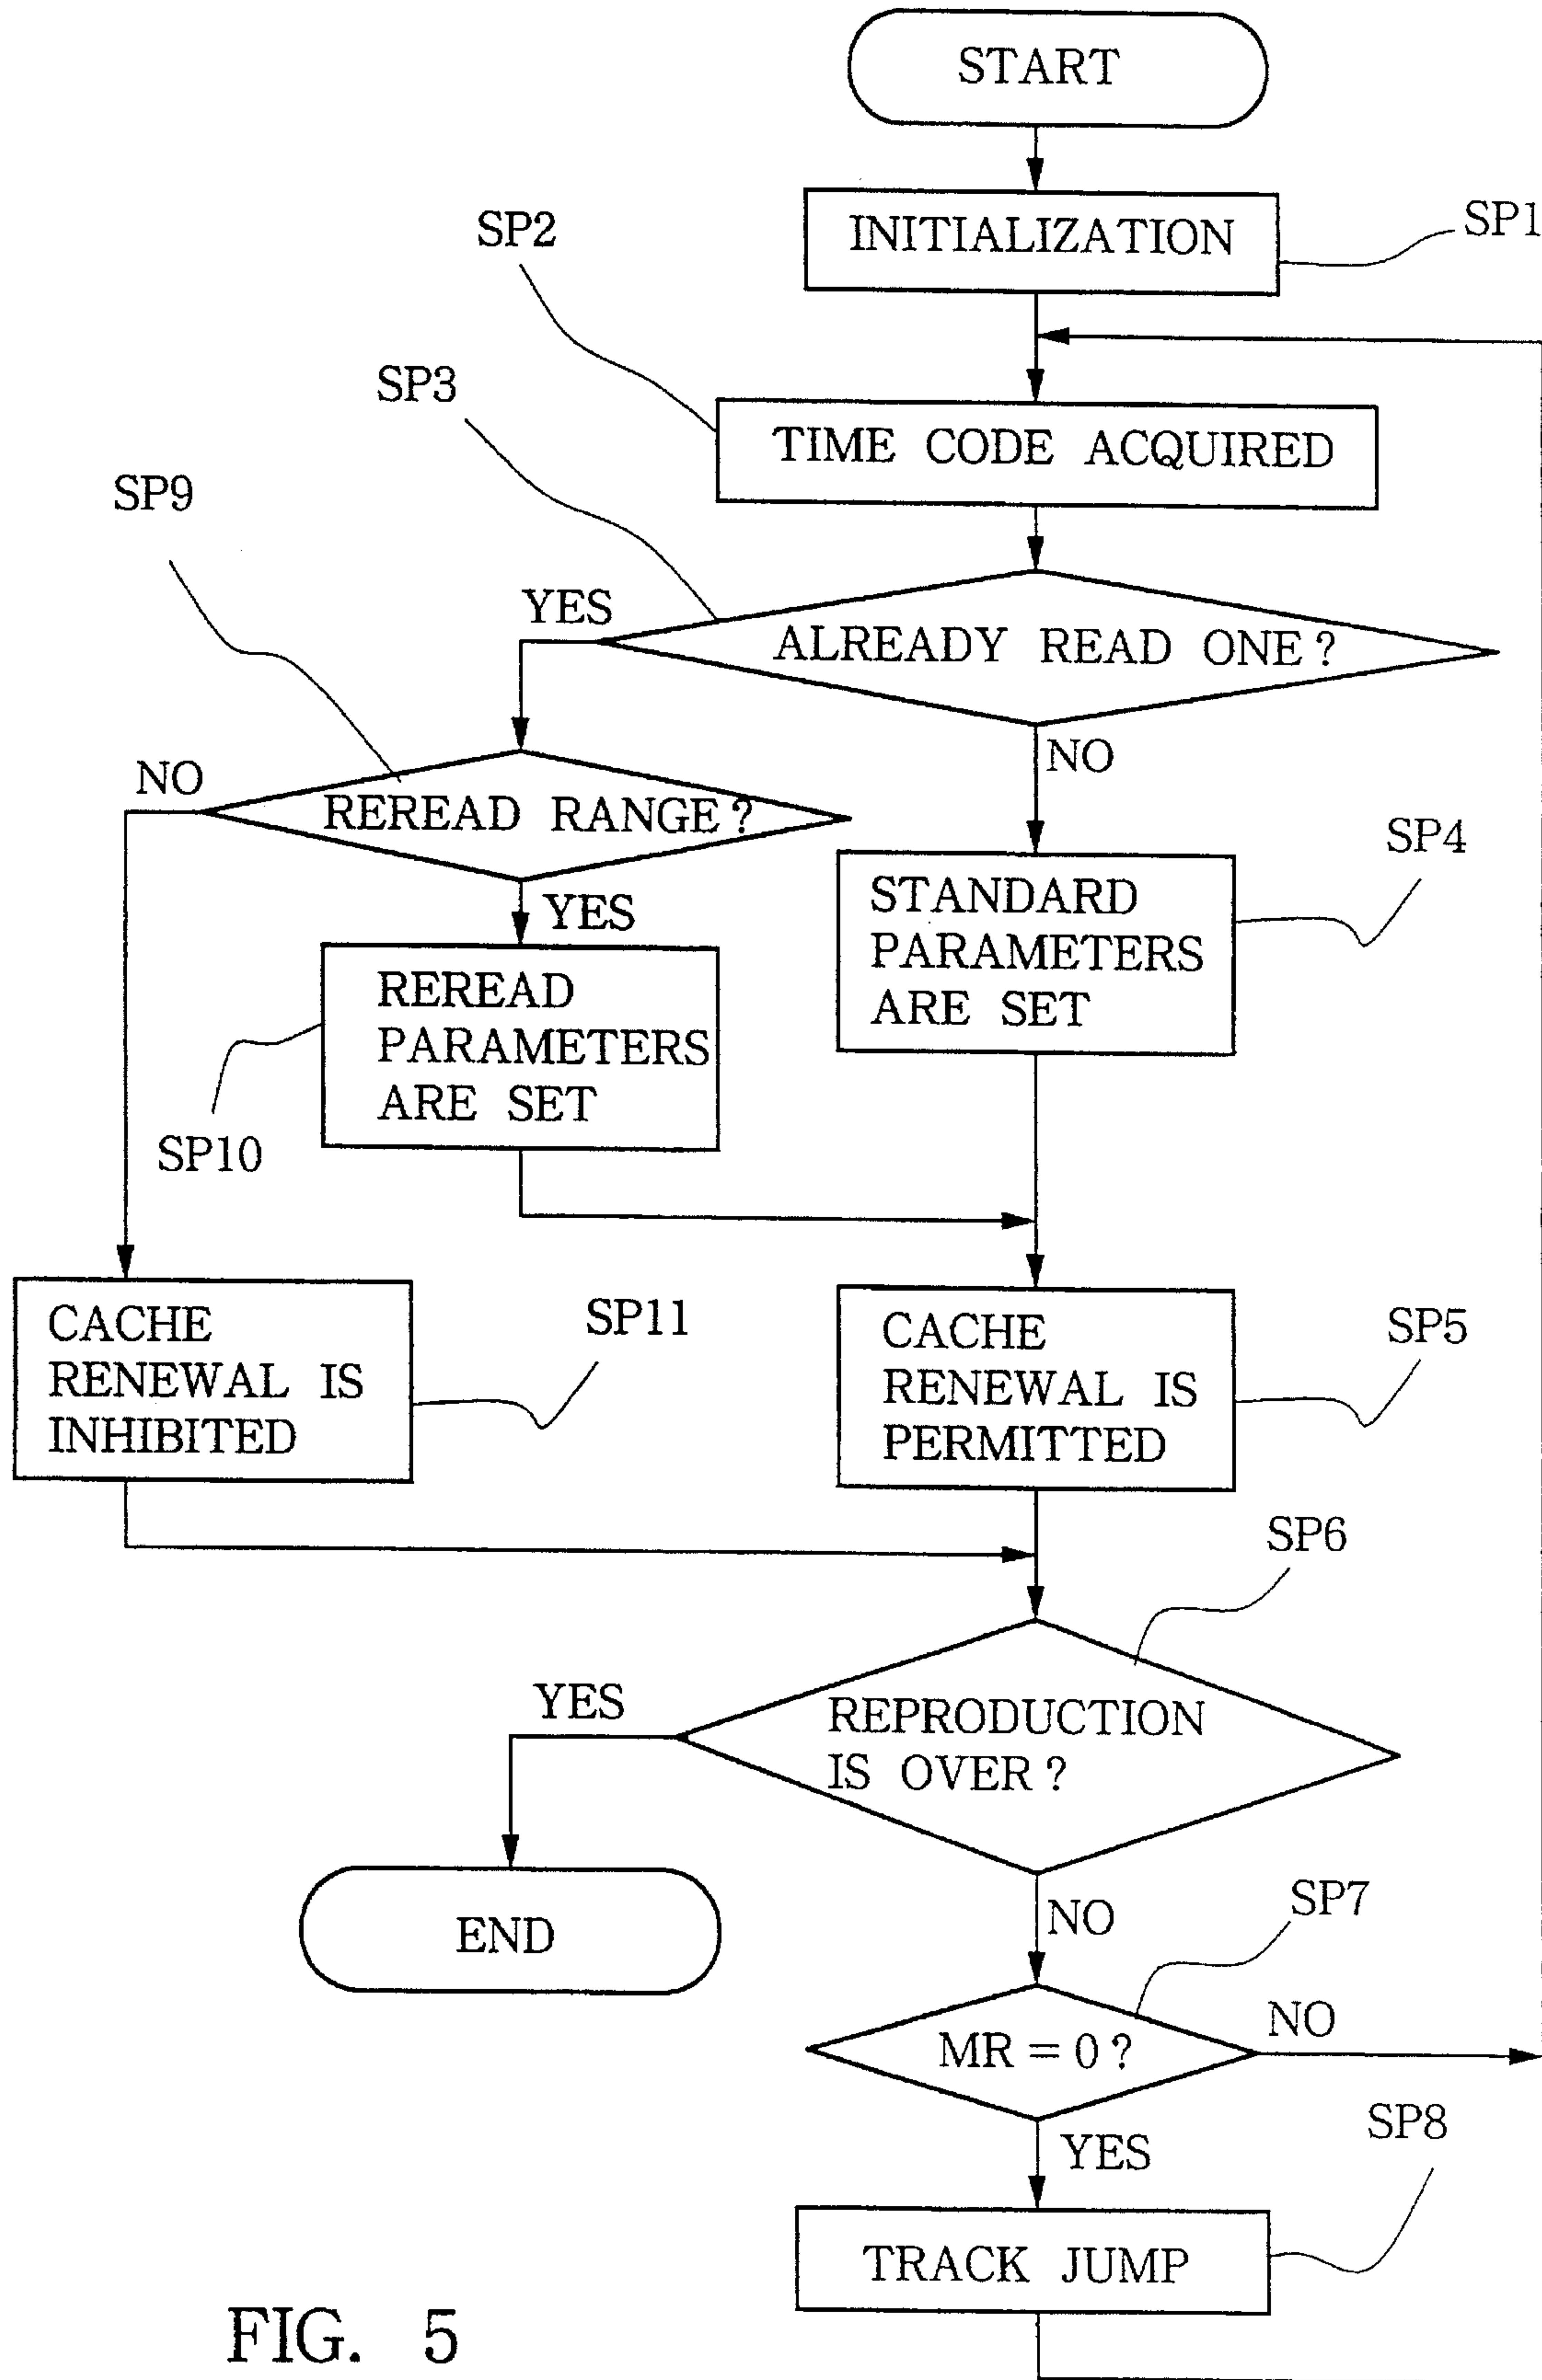 START
INITIALIZATION
SP1
SP2
TIME CODE ACQUIRED
SP3
ALREADY READ ONE?
YES
NO
SP9
REREAD RANGE?
NO
YES
STANDARD
PARAMETERS
ARE SET
SP4
REREAD
PARAMETERS
ARE SET
SP10
CACHE
RENEWAL IS
INHIBITED
SP11
CACHE
RENEWAL IS
PERMITTED
SP5
SP6
REPRODUCTION
IS OVER?
YES
END
NO
SP7
MR = 0?
NO
YES
SP8
TRACK JUMP
FIG. 5